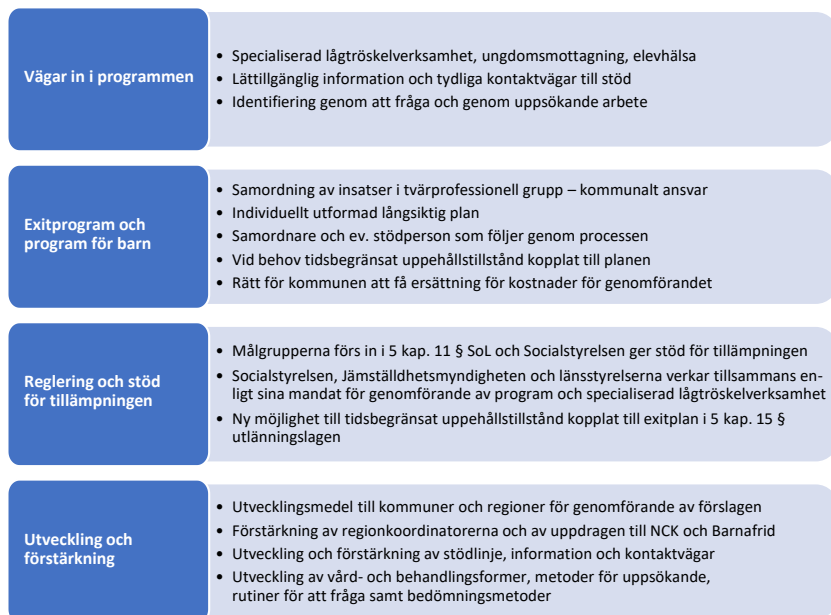 Vägar in i programmen
• Specialiserad lågtröskelverksamhet, ungdomsmottagning, elevhälsa
• Lättillgänglig information och tydliga kontaktvägar till stöd
• Identifiering genom att fråga och genom uppsökande arbete
Exitprogram och
program för barn
• Samordning av insatser i tvärprofessionell grupp – kommunalt ansvar
• Individuellt utformad långsiktig plan
• Samordnare och ev. stödperson som följer genom processen
• Vid behov tidsbegränsat uppehållstillstånd kopplat till planen
• Rätt för kommunen att få ersättning för kostnader för genomförandet
Reglering och stöd
för tillämpningen
• Målgrupperna förs in i 5 kap. 11 § SoL och Socialstyrelsen ger stöd för tillämpningen
• Socialstyrelsen, Jämställdhetsmyndigheten och länsstyrelserna verkar tillsammans en-
ligt sina mandat för genomförande av program och specialiserad lågtröskelverksamhet
• Ny möjlighet till tidsbegränsat uppehållstillstånd kopplat till exitplan i 5 kap. 15 §
utlänningslagen
Utveckling och
förstärkning
• Utvecklingsmedel till kommuner och regioner för genomförande av förslagen
• Förstärkning av regionkoordinatorerna och av uppdragen till NCK och Barnafrid
• Utveckling och förstärkning av stödlinje, information och kontaktvägar
• Utveckling av vård- och behandlingsformer, metoder för uppsökande,
rutiner för att fråga samt bedömningsmetoder